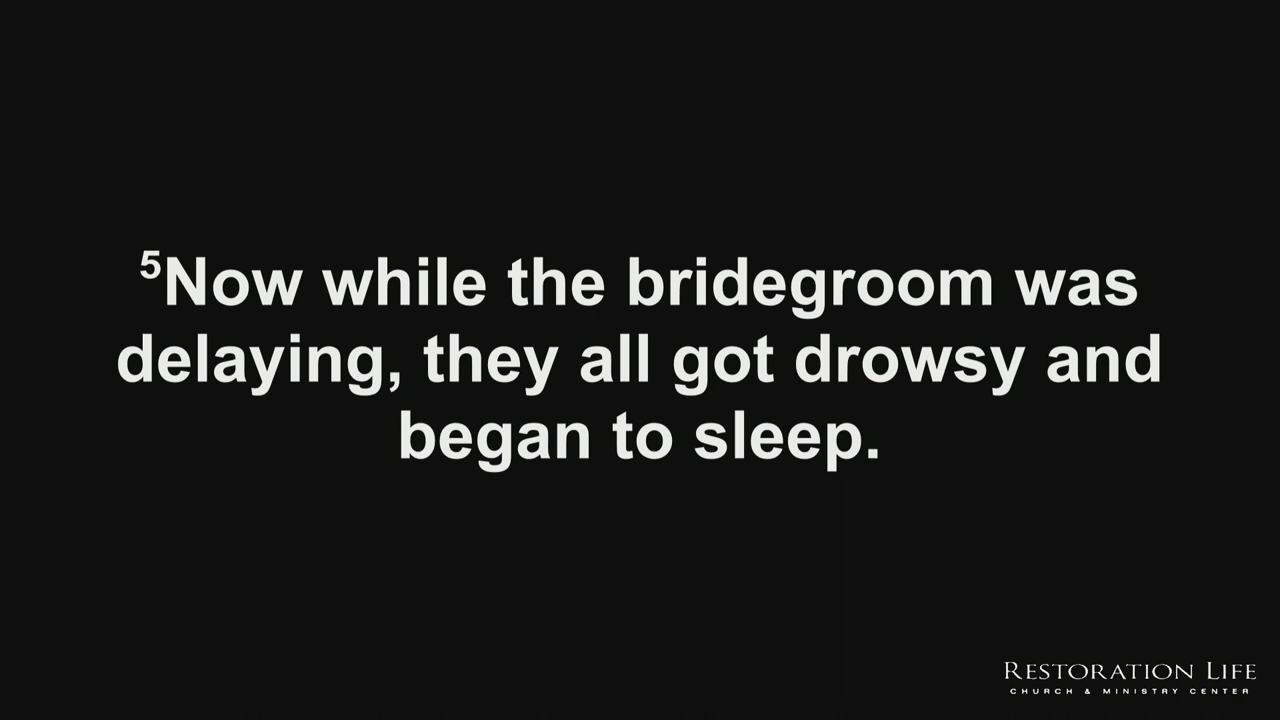 ⁵Now while the bridegroom was
delaying, they all got drowsy and
began to sleep.
RESTORATION LIFE
CHURCH & MINISTRY CENTER